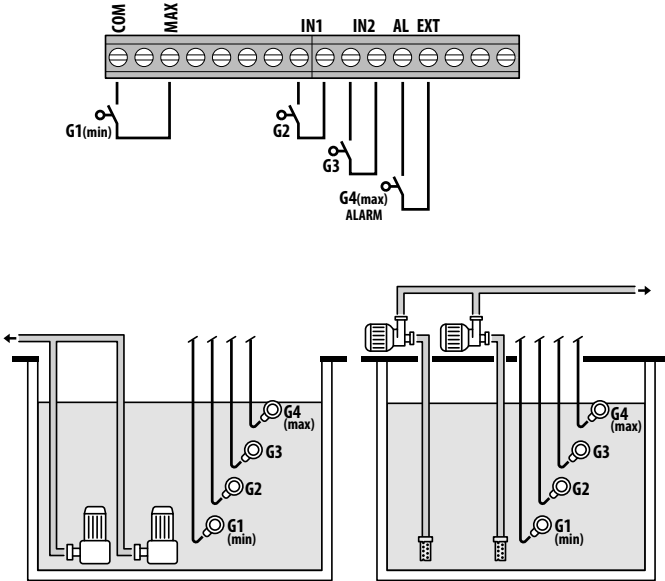 COM MAX IN1 IN2 AL EXT
G1(min)
G2
G3
G4(max)
ALARM
G4
(max)
G3
G2
G1
(min)
G4
(max)
G3
G2
G1
(min)